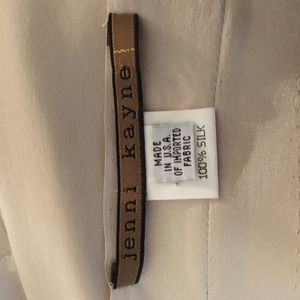 jenni kayne
MADE
IN U.S.A.
OF IMPORTED
FABRIC
100% SILK